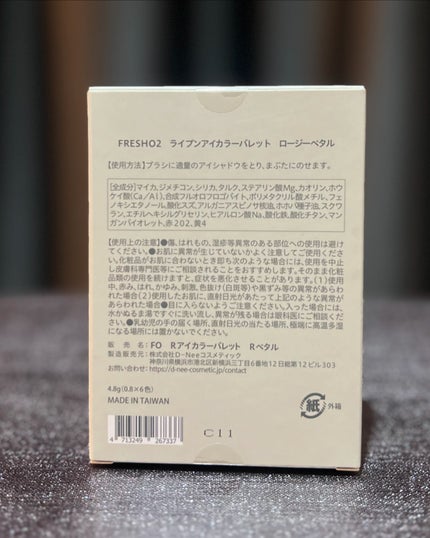 FRESHO2　ライブンアイカラーパレット　ロージーペタル
【使用方法】ブラシに適量のアイシャドウをとり、まぶたにのせます。
【全成分】マイカ,ジメチコン,シリカ,タルク,ステアリン酸Mg,カオリン,ホウ
ケイ酸(Ca/Al),合成フルオロフロゴパイト,ポリメタクリル酸メチル,フェ
ノキシエタノール,酸化スズ,アルガニアスピノサ核油,ホホバ種子油,スクワ
ラン,エチルヘキシルグリセリン,ヒアルロン酸Na,酸化鉄,酸化チタン,マン
ガンバイオレット,赤202,黄4
【使用上の注意】●傷、はれもの、湿疹等異常のある部位への使用は避け
てください。●お肌に異常が生じていないかよく注意してご使用くださ
い。化粧品がお肌に合わないとき即ち次のような場合には、使用を中止
し皮膚科専門医等にご相談されることをおすすめします。そのまま化粧
品類の使用を続けますと、症状を悪化させることがあります。(1)使用
中、赤み、はれ、かゆみ、刺激、色抜け(白斑等)や黒ずみ等の異常があらわ
れた場合(2)使用したお肌に、直射日光があたって上記のような異常が
あらわれた場合●目に入らないようご注意ください。入った場合には、
水かぬるま湯ですぐに洗い流し、異常が残る場合は眼科医にご相談くだ
さい。●乳幼児の手の届く場所、直射日光の当たる場所、極端に高温多湿
になる場所には置かないでください。
販　売　名：FO　Rアイカラーパレット　Rペタル
製造販売元：株式会社D-Neeコスメティック
神奈川県横浜市港北区新横浜三丁目6番地12日総第12ビル303
お問い合わせ:https://d-nee-cosmetic.jp/contact
4.8g(0.8×6色)
MADE IN TAIWAN
紙 外箱
4 713249 267337
C11